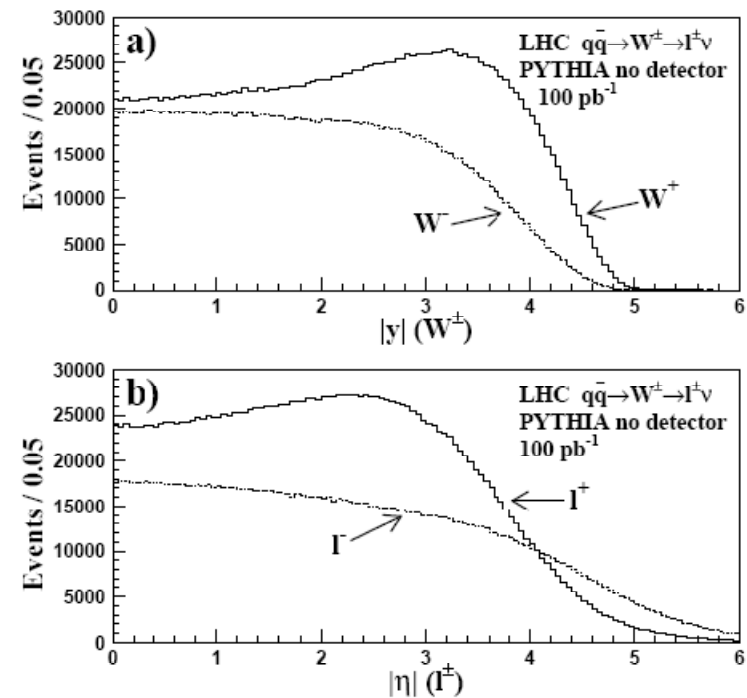 30000
25000
20000
15000
10000
5000
0
Events / 0.05
a)
LHC qq̄→W±→l±ν
PYTHIA no detector
100 pb⁻¹
W⁻
W⁺
0 1 2 3 4 5 6
|y| (W±)
30000
25000
20000
15000
10000
5000
0
Events / 0.05
b)
LHC qq̄→W±→l±ν
PYTHIA no detector
100 pb⁻¹
l⁺
l⁻
0 1 2 3 4 5 6
|η| (l±)